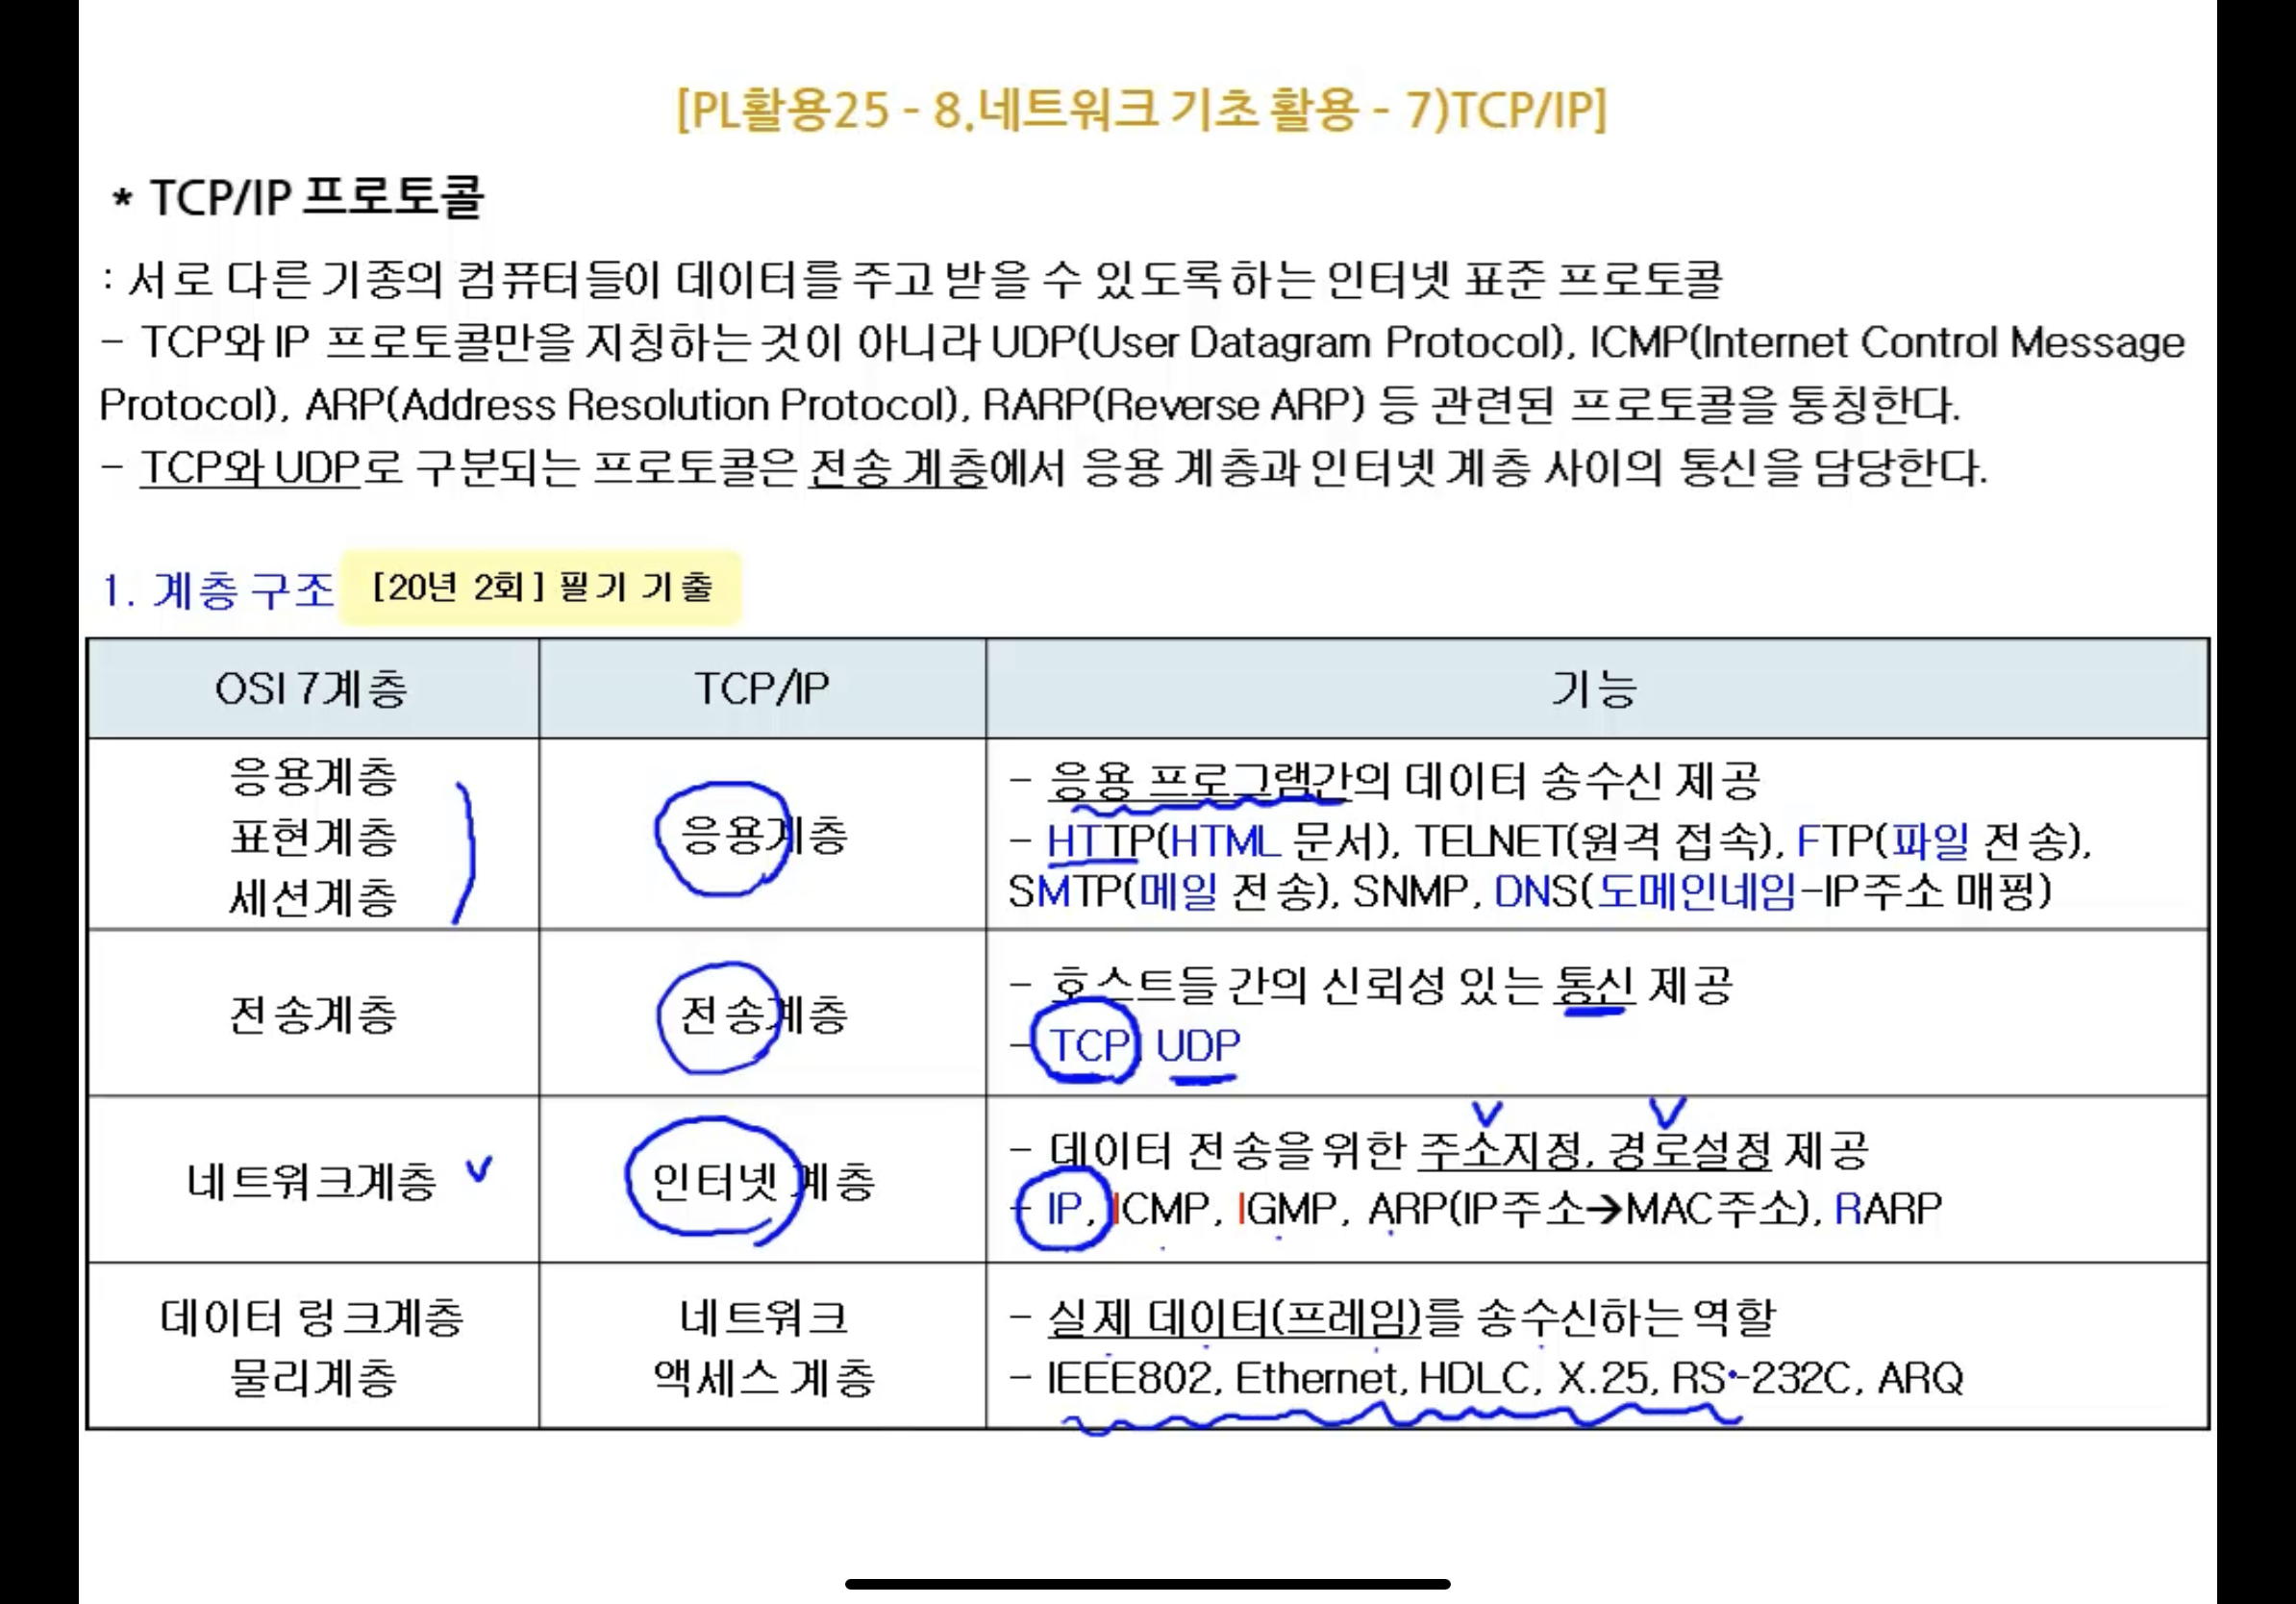 [PL활용25 - 8.네트워크 기초 활용 - 7)TCP/IP]
* TCP/IP 프로토콜
: 서로 다른 기종의 컴퓨터들이 데이터를 주고 받을 수 있도록 하는 인터넷 표준 프로토콜
- TCP와 IP 프로토콜만을 지칭하는 것이 아니라 UDP(User Datagram Protocol), ICMP(Internet Control Message
Protocol), ARP(Address Resolution Protocol), RARP(Reverse ARP) 등 관련된 프로토콜을 통칭한다.
- TCP와 UDP로 구분되는 프로토콜은 전송 계층에서 응용 계층과 인터넷 계층 사이의 통신을 담당한다.
1. 계층 구조 [20년 2회] 필기 기출
OSI 7계층 TCP/IP 기능
응용계층
표현계층
세션계층
응용계층
- 응용 프로그램간의 데이터 송수신 제공
- HTTP(HTML 문서), TELNET(원격 접속), FTP(파일 전송),
SMTP(메일 전송), SNMP, DNS(도메인네임-IP주소 매핑)
전송계층
전송계층
- 호스트들 간의 신뢰성 있는 통신 제공
- TCP, UDP
네트워크계층
인터넷 계층
- 데이터 전송을 위한 주소지정, 경로설정 제공
- IP, ICMP, IGMP, ARP(IP주소→MAC주소), RARP
데이터 링크계층
물리계층
네트워크
액세스 계층
- 실제 데이터(프레임)를 송수신하는 역할
- IEEE802, Ethernet, HDLC, X.25, RS-232C, ARQ